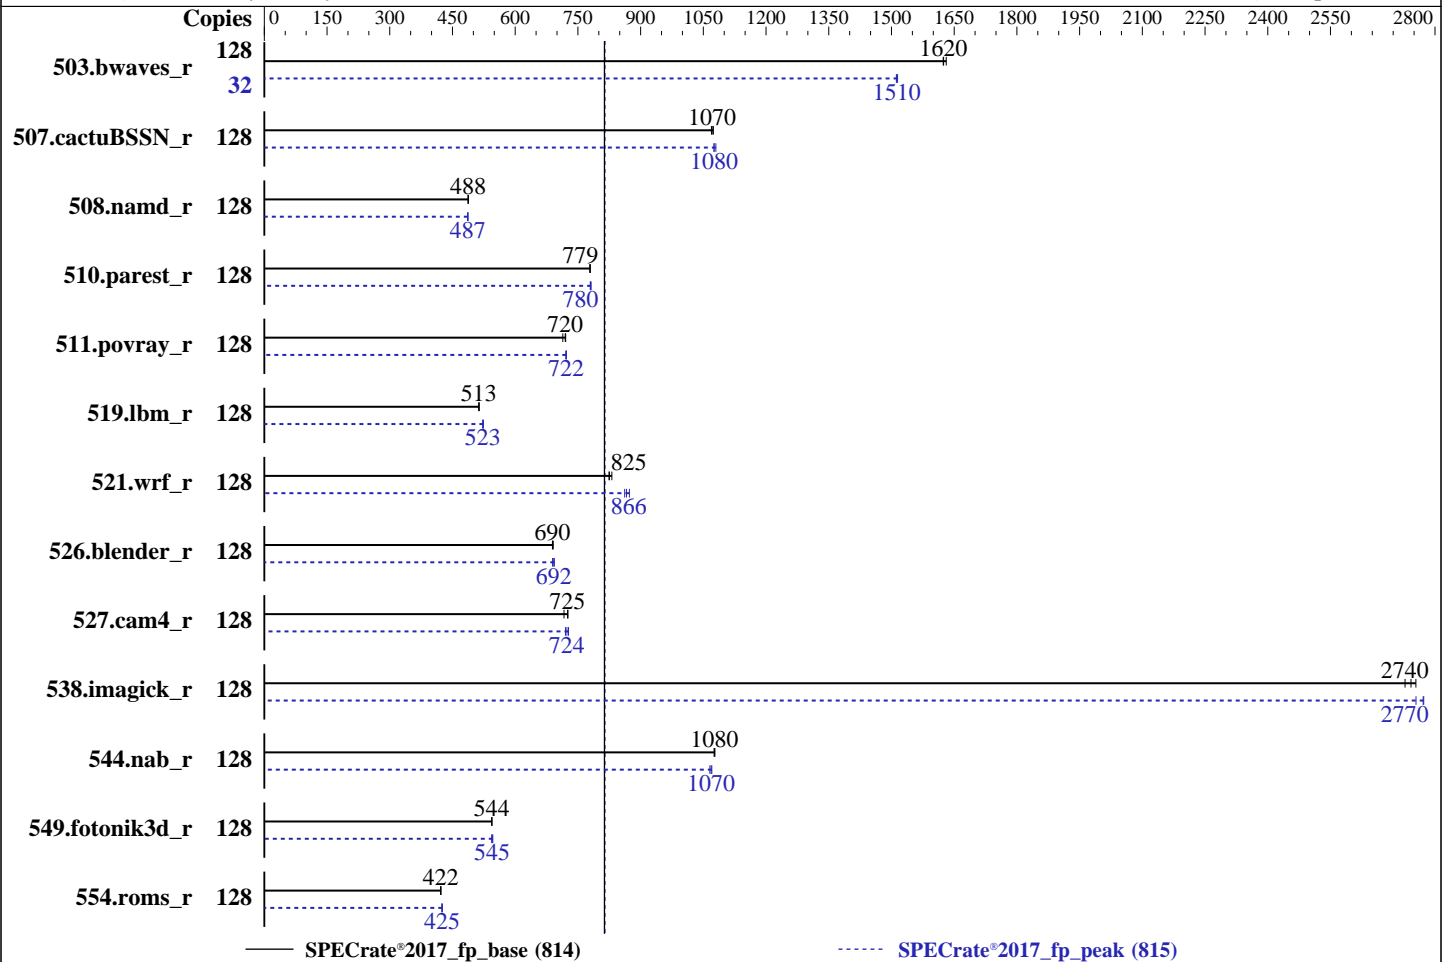 Copies 0 150 300 450 600 750 900 1050 1200 1350 1500 1650 1800 1950 2100 2250 2400 2550 2800
503.bwaves_r 128 1620
32 1510
507.cactuBSSN_r 128 1070
1080
508.namd_r 128 488
487
510.parest_r 128 779
780
511.povray_r 128 720
722
519.lbm_r 128 513
523
521.wrf_r 128 825
866
526.blender_r 128 690
692
527.cam4_r 128 725
724
538.imagick_r 128 2740
2770
544.nab_r 128 1080
1070
549.fotonik3d_r 128 544
545
554.roms_r 128 422
425
SPECrate®2017_fp_base (814) SPECrate®2017_fp_peak (815)